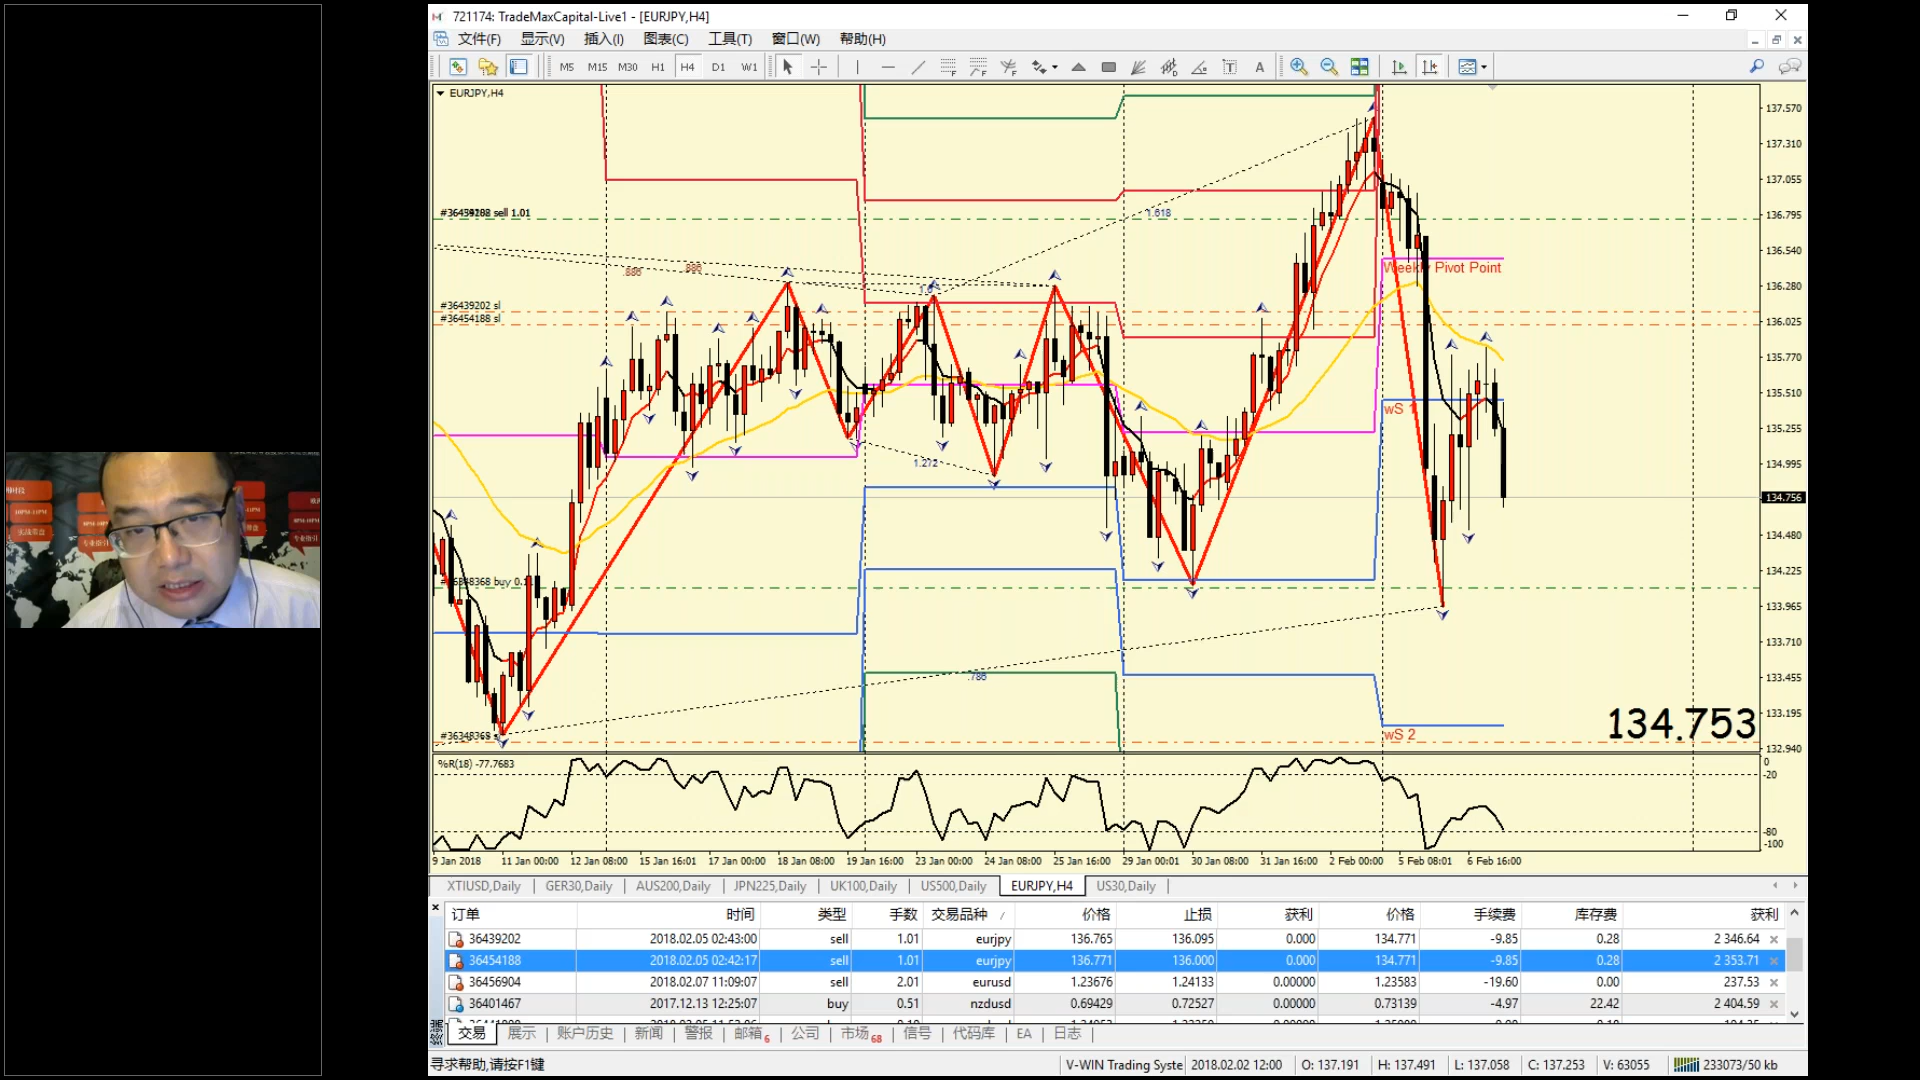 721174: TradeMaxCapital-Live1 - [EURJPY,H4]
文件(F) 显示(V) 插入(I) 图表(C) 工具(T) 窗口(W) 帮助(H)
M5 M15 M30 H1 H4 D1 W1
EURJPY,H4
137.570
137.310
137.055
136.795
136.540
136.280
136.025
135.770
135.510
135.255
134.995
134.756
134.480
134.225
133.965
133.710
133.455
133.195
132.940
sell 1.01
1.618
.886 .886
Weekly Pivot Point
#36439202 sl
#36454188 sl
wS 1
1.272
buy
.786
134.753
wS 2
%R(18) -77.7683
0
-20
-80
-100
9 Jan 2018 11 Jan 00:00 12 Jan 08:00 15 Jan 16:01 17 Jan 00:00 18 Jan 08:00 19 Jan 16:00 23 Jan 00:00 24 Jan 08:00 25 Jan 16:00 29 Jan 00:01 30 Jan 08:00 31 Jan 16:00 2 Feb 00:00 5 Feb 08:01 6 Feb 16:00
XTIUSD,Daily GER30,Daily AUS200,Daily JPN225,Daily UK100,Daily US500,Daily EURJPY,H4 US30,Daily
订单 时间 类型 手数 交易品种 / 价格 止损 获利 价格 手续费 库存费 获利
36439202 2018.02.05 02:43:00 sell 1.01 eurjpy 136.765 136.095 0.000 134.771 -9.85 0.28 2 346.64
36454188 2018.02.05 02:42:17 sell 1.01 eurjpy 136.771 136.000 0.000 134.771 -9.85 0.28 2 353.71
36456904 2018.02.07 11:09:07 sell 2.01 eurusd 1.23676 1.24133 0.00000 1.23583 -19.60 0.00 237.53
36401467 2017.12.13 12:25:07 buy 0.51 nzdusd 0.69429 0.72527 0.00000 0.73139 -4.97 22.42 2 404.59
交易 展示 账户历史 新闻 警报 邮箱 6 公司 市场 68 信号 代码库 EA 日志
寻求帮助,请按F1键 V-WIN Trading Syste 2018.02.02 12:00 O: 137.191 H: 137.491 L: 137.058 C: 137.253 V: 63055 233073/50 kb